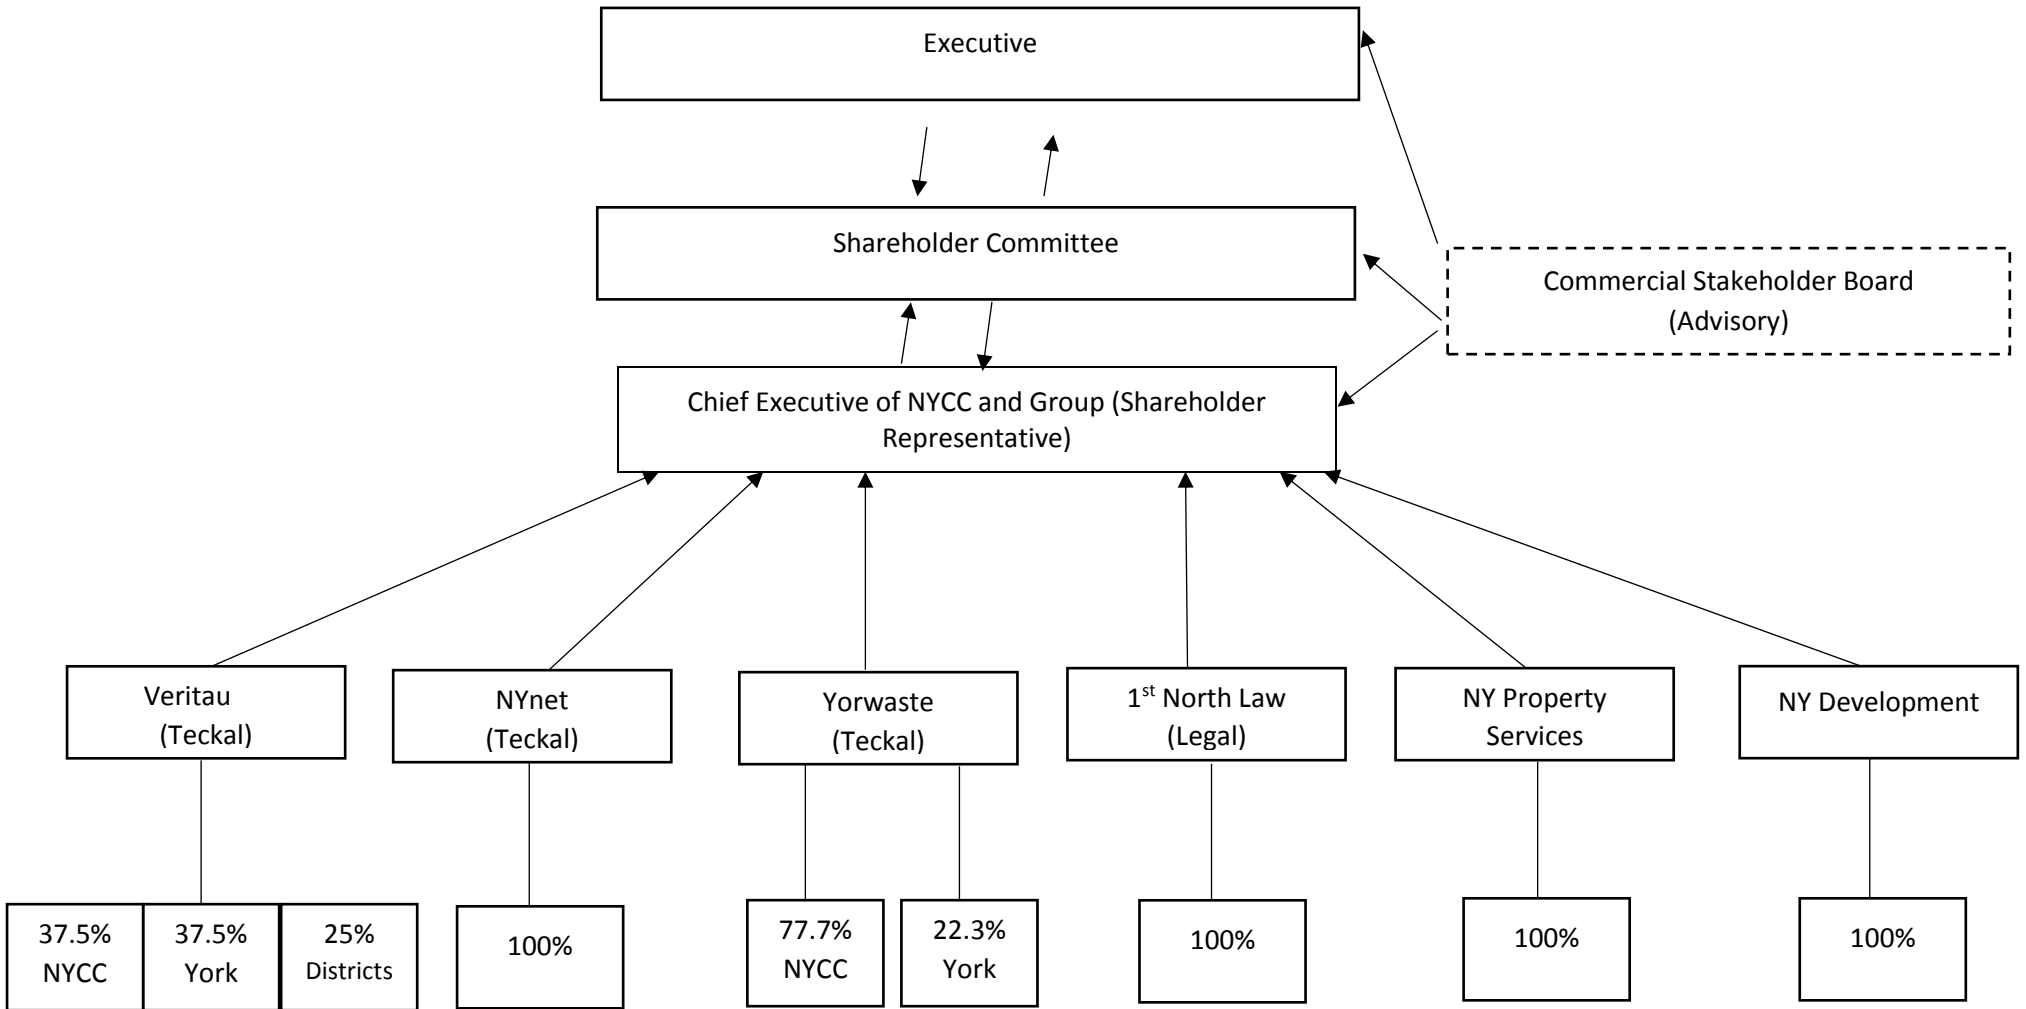 Executive
Shareholder Committee
Commercial Stakeholder Board
(Advisory)
Chief Executive of NYCC and Group (Shareholder
Representative)
Veritau
(Teckal)
NYnet
(Teckal)
Yorwaste
(Teckal)
1st North Law
(Legal)
NY Property
Services
NY Development
37.5%
NYCC
37.5%
York
25%
Districts
100%
77.7%
NYCC
22.3%
York
100%
100%
100%